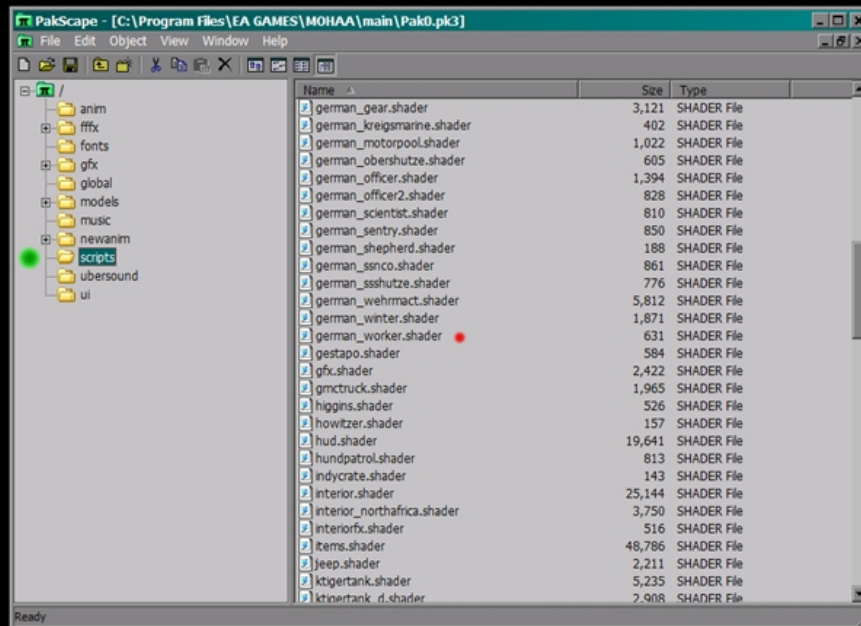 PakScape - [C:\Program Files\EA GAMES\MOHAA\main\Pak0.pk3]
File Edit Object View Window Help
/
anim
fffx
fonts
gfx
global
models
music
newanim
scripts
ubersound
ui
Name Size Type
german_gear.shader 3,121 SHADER File
german_kreigsmarine.shader 402 SHADER File
german_motorpool.shader 1,022 SHADER File
german_obershutze.shader 605 SHADER File
german_officer.shader 1,394 SHADER File
german_officer2.shader 828 SHADER File
german_scientist.shader 810 SHADER File
german_sentry.shader 850 SHADER File
german_shepherd.shader 188 SHADER File
german_ssnco.shader 861 SHADER File
german_ssshutze.shader 776 SHADER File
german_wehrmact.shader 5,812 SHADER File
german_winter.shader 1,871 SHADER File
german_worker.shader 631 SHADER File
gestapo.shader 584 SHADER File
gfx.shader 2,422 SHADER File
gmctruck.shader 1,965 SHADER File
higgins.shader 526 SHADER File
howitzer.shader 157 SHADER File
hud.shader 19,641 SHADER File
hundpatrol.shader 813 SHADER File
indycrate.shader 143 SHADER File
interior.shader 25,144 SHADER File
interior_northafrica.shader 3,750 SHADER File
interiorfx.shader 516 SHADER File
items.shader 48,786 SHADER File
jeep.shader 2,211 SHADER File
ktigertank.shader 5,235 SHADER File
ktigertank_d.shader 2,908 SHADER File
Ready